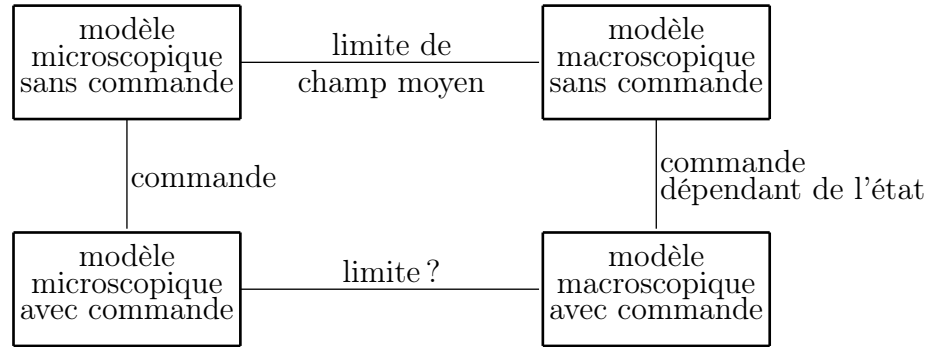 modèle
microscopique
sans commande
limite de
champ moyen
modèle
macroscopique
sans commande
commande
commande
dépendant de l'état
modèle
microscopique
avec commande
limite ?
modèle
macroscopique
avec commande